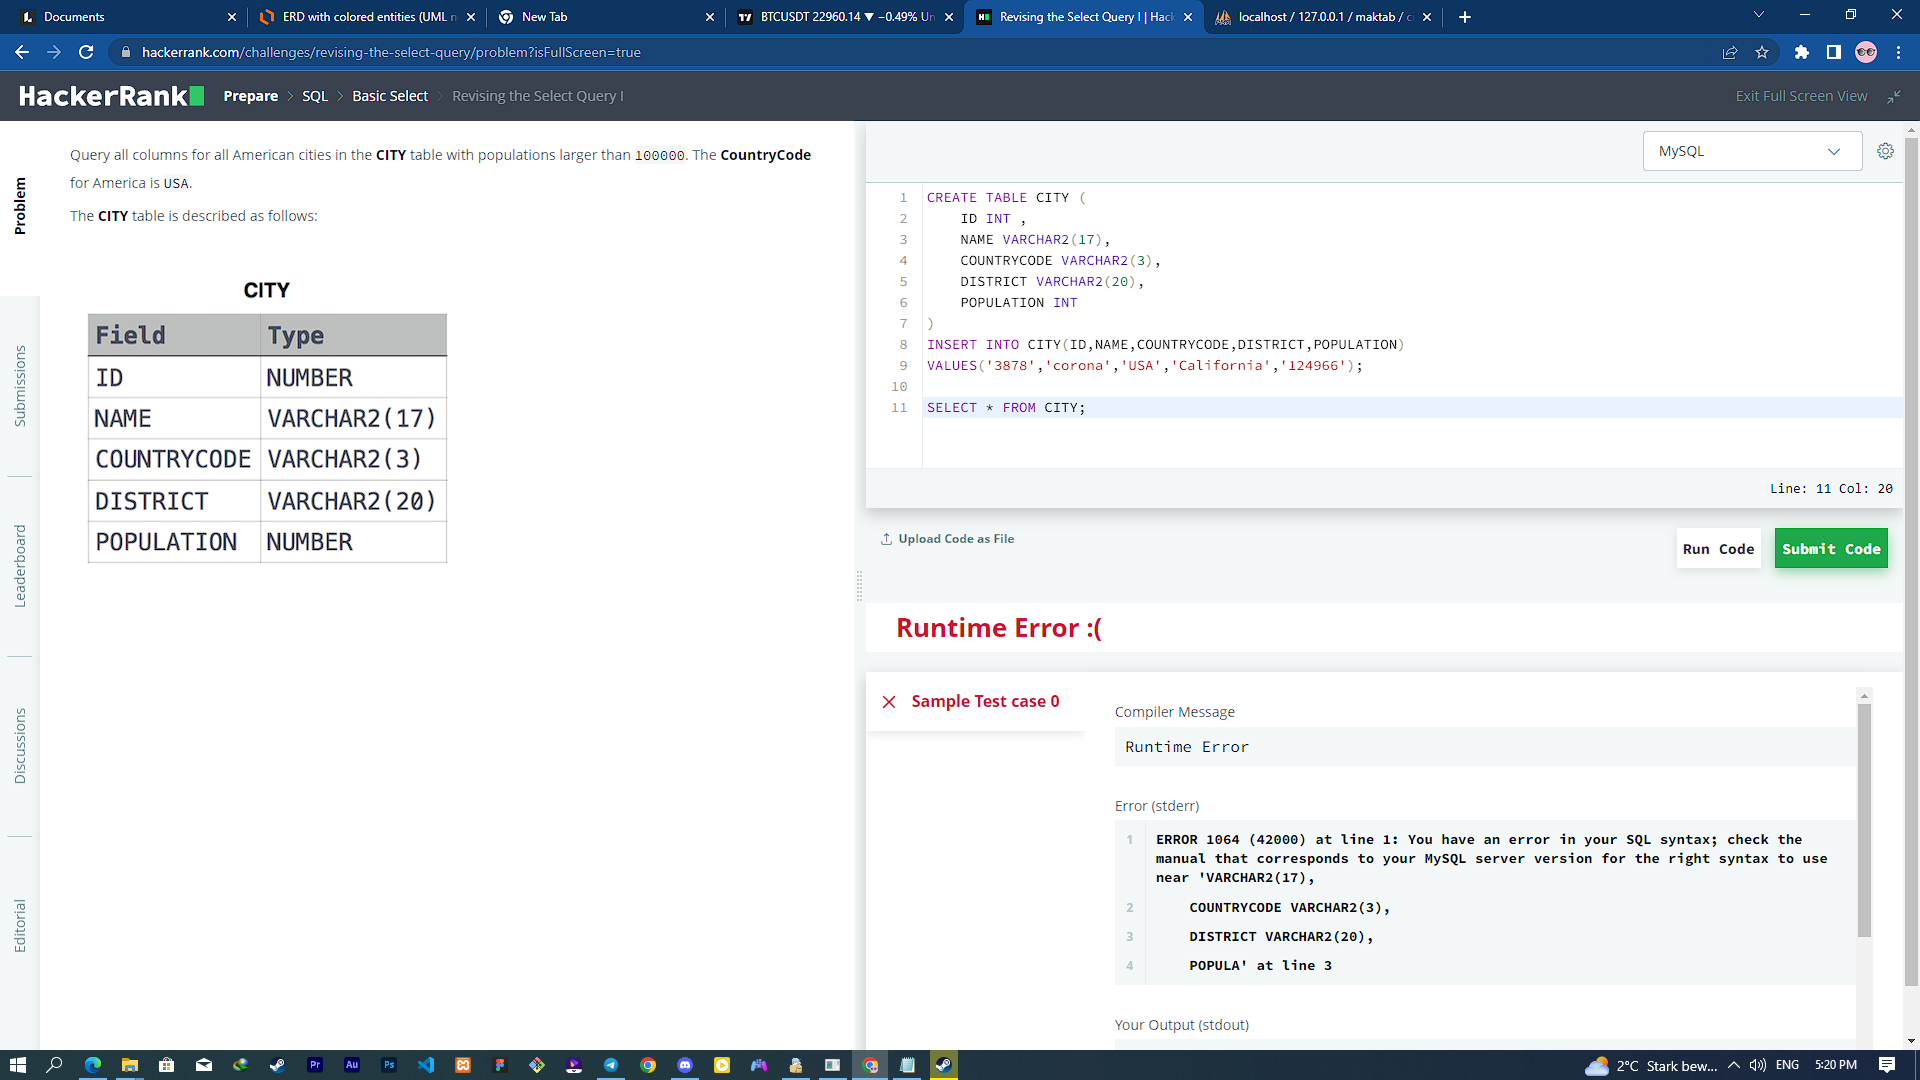 Documents
ERD with colored entities (UML n
New Tab
BTCUSDT 22960.14 ▼ −0.49% Un
Revising the Select Query I | Hack
localhost / 127.0.0.1 / maktab / c
hackerrank.com/challenges/revising-the-select-query/problem?isFullScreen=true
HackerRank
Prepare > SQL > Basic Select > Revising the Select Query I
Exit Full Screen View
Problem
Submissions
Leaderboard
Discussions
Editorial
Query all columns for all American cities in the CITY table with populations larger than 100000. The CountryCode
for America is USA.
The CITY table is described as follows:
CITY
Field Type
ID NUMBER
NAME VARCHAR2(17)
COUNTRYCODE VARCHAR2(3)
DISTRICT VARCHAR2(20)
POPULATION NUMBER
MySQL
1 CREATE TABLE CITY (
2 ID INT ,
3 NAME VARCHAR2(17),
4 COUNTRYCODE VARCHAR2(3),
5 DISTRICT VARCHAR2(20),
6 POPULATION INT
7 )
8 INSERT INTO CITY(ID,NAME,COUNTRYCODE,DISTRICT,POPULATION)
9 VALUES('3878','corona','USA','California','124966');
10
11 SELECT * FROM CITY;
Line: 11 Col: 20
Upload Code as File
Run Code
Submit Code
Runtime Error :(
Sample Test case 0
Compiler Message
Runtime Error
Error (stderr)
1 ERROR 1064 (42000) at line 1: You have an error in your SQL syntax; check the
manual that corresponds to your MySQL server version for the right syntax to use
near 'VARCHAR2(17),
2 COUNTRYCODE VARCHAR2(3),
3 DISTRICT VARCHAR2(20),
4 POPULA' at line 3
Your Output (stdout)
Pr
Au
Ps
2°C Stark bew...
ENG
5:20 PM